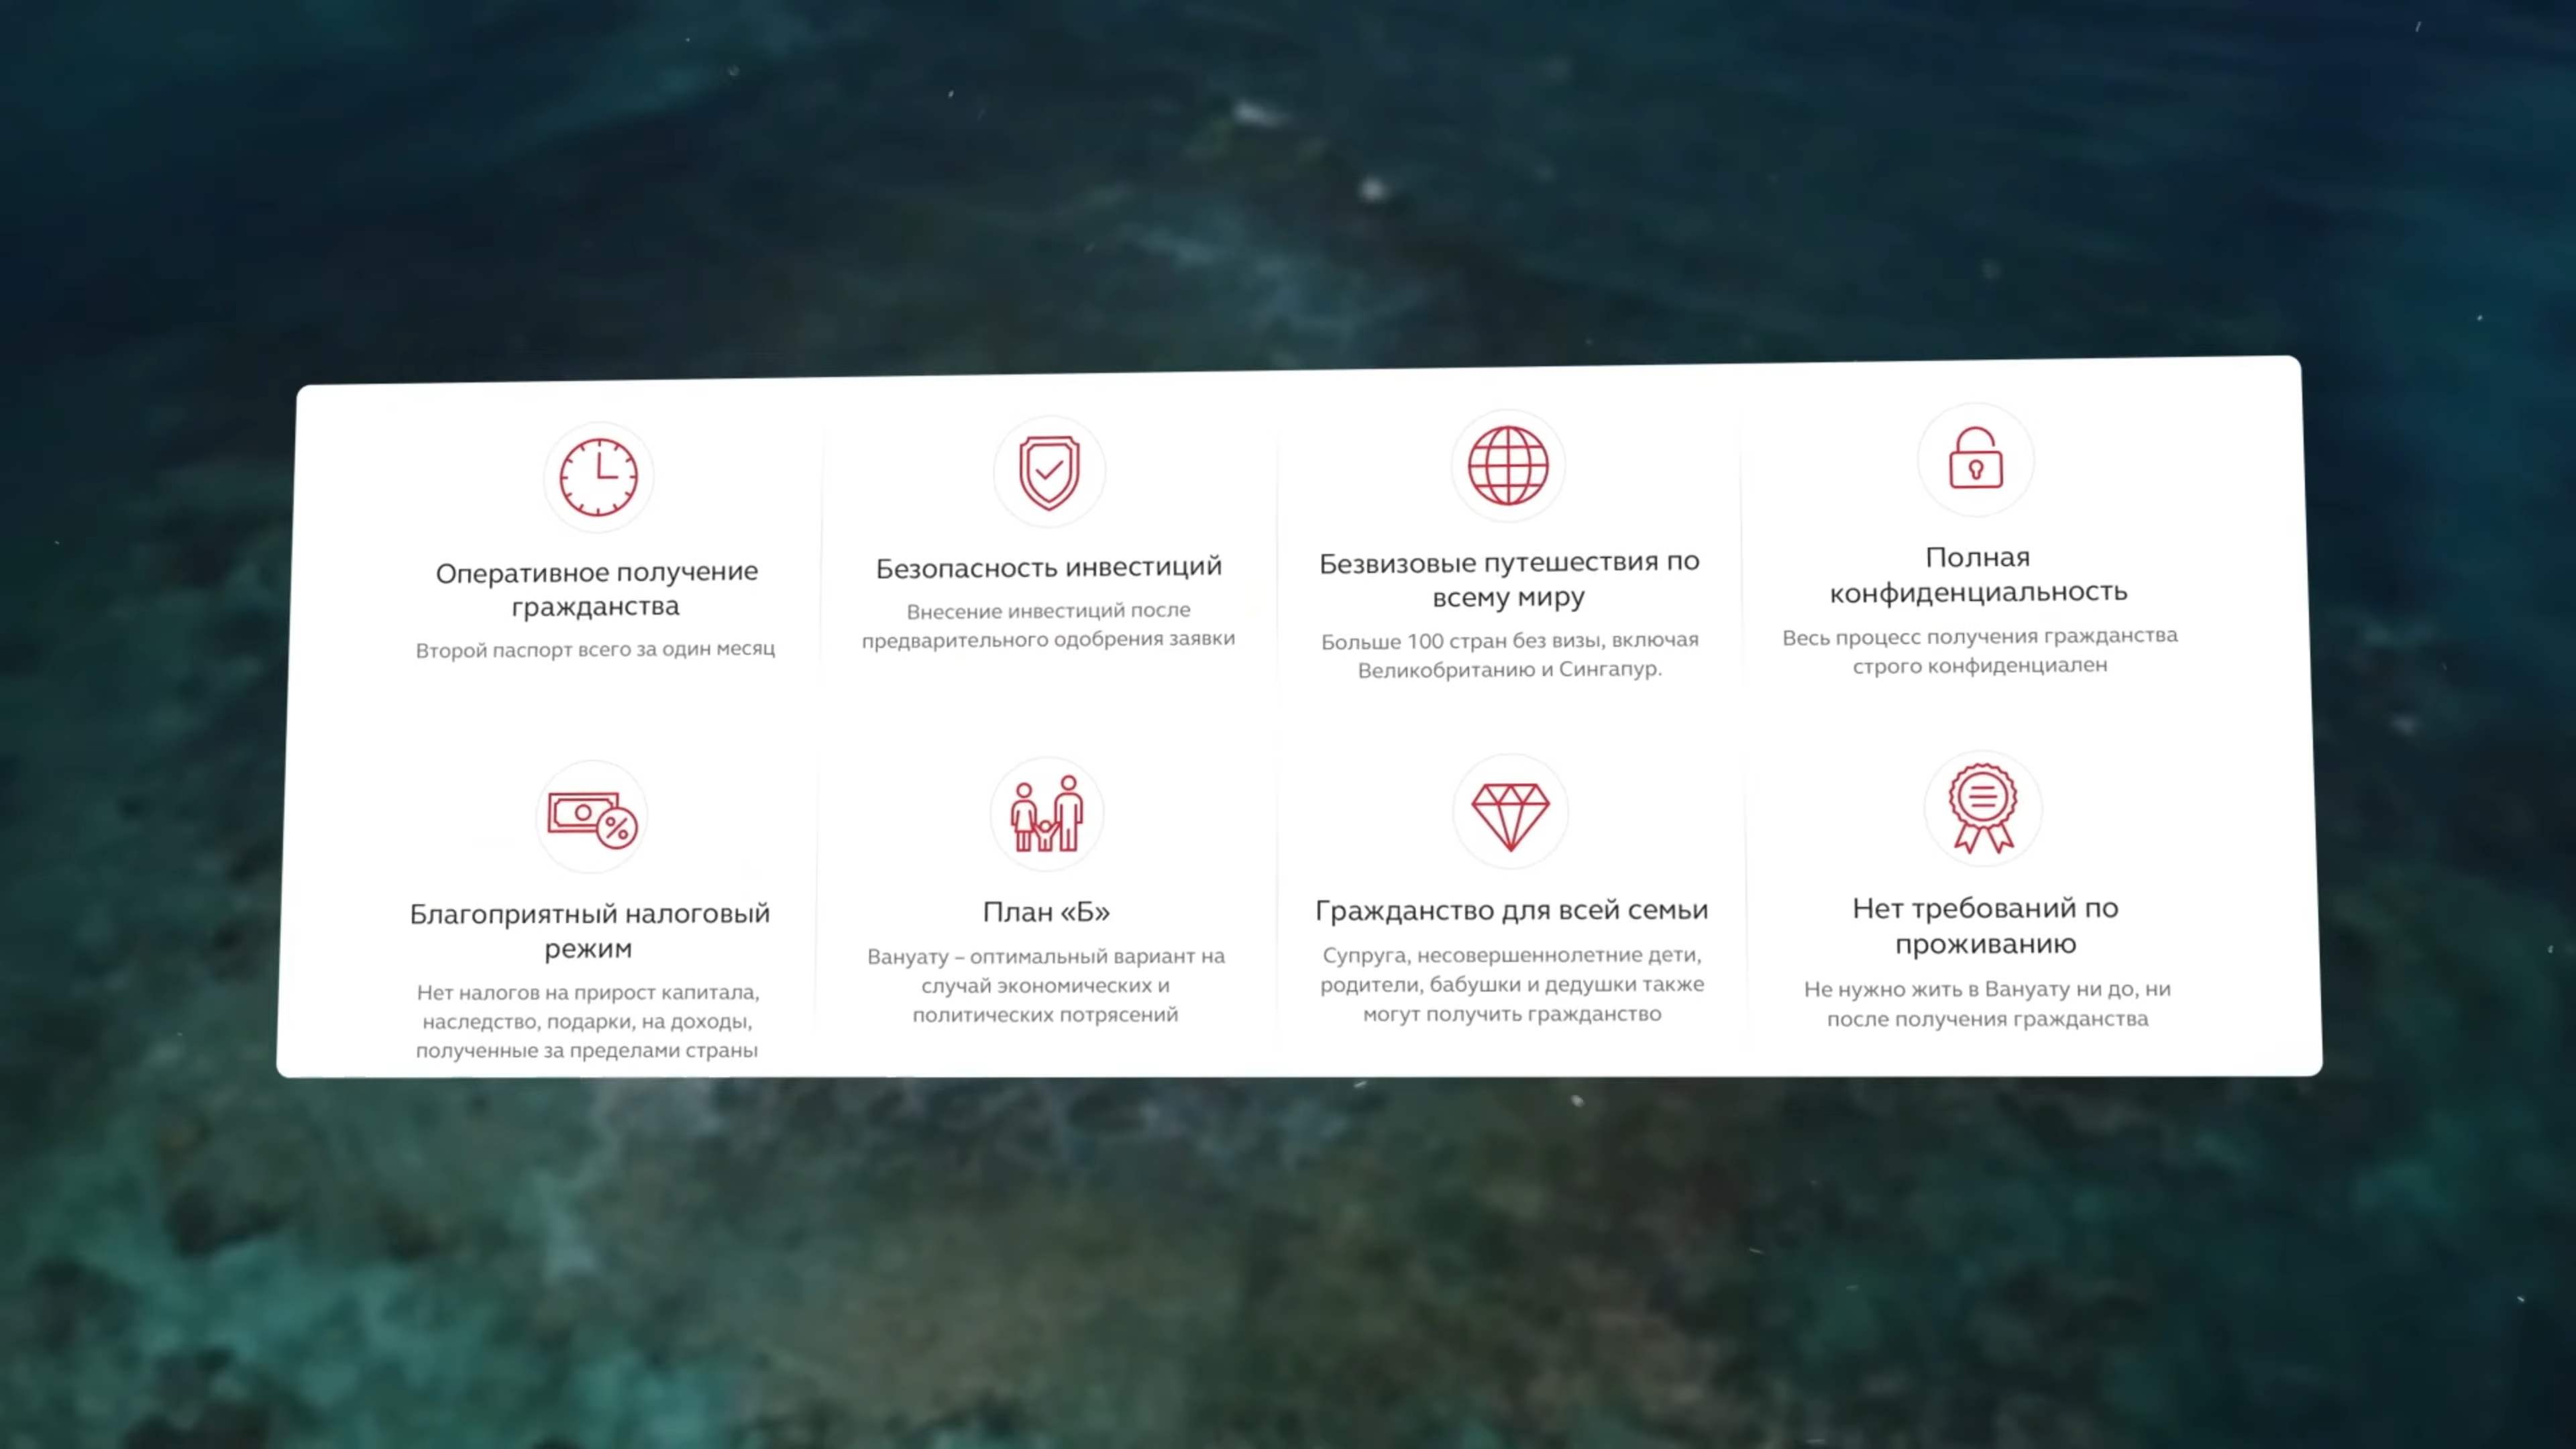 Оперативное получение
гражданства
Второй паспорт всего за один месяц
Безопасность инвестиций
Внесение инвестиций после
предварительного одобрения заявки
Безвизовые путешествия по
всему миру
Больше 100 стран без визы, включая
Великобританию и Сингапур.
Полная
конфиденциальность
Весь процесс получения гражданства
строго конфиденциален
Благоприятный налоговый
режим
Нет налогов на прирост капитала,
наследство, подарки, на доходы,
полученные за пределами страны
План «Б»
Вануату – оптимальный вариант на
случай экономических и
политических потрясений
Гражданство для всей семьи
Супруга, несовершеннолетние дети,
родители, бабушки и дедушки также
могут получить гражданство
Нет требований по
проживанию
Не нужно жить в Вануату ни до, ни
после получения гражданства